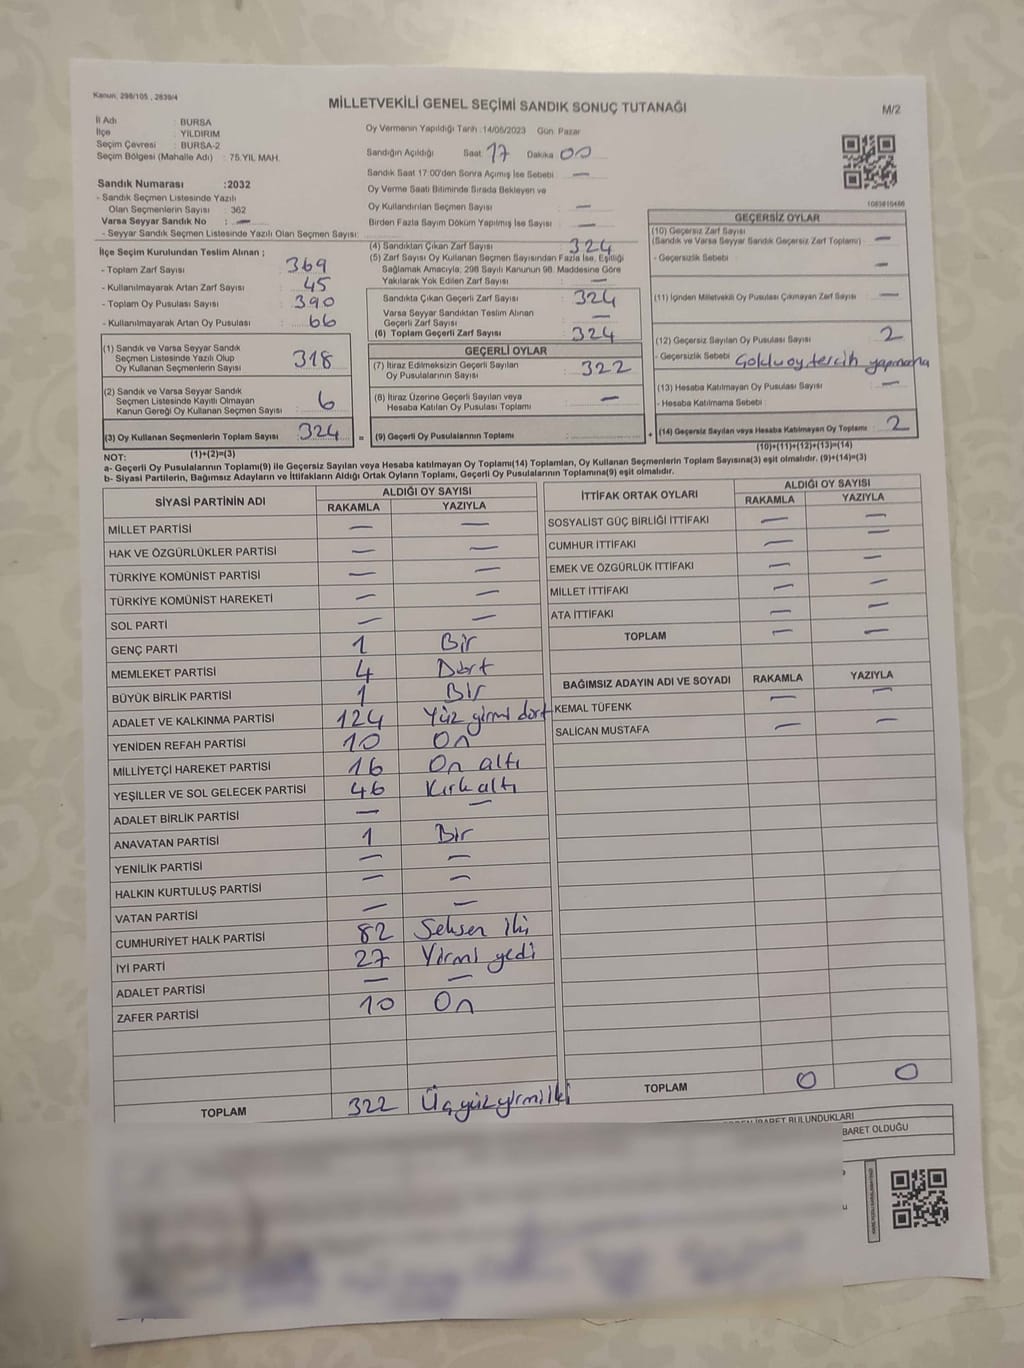 Kanun, 298/105 , 2839/4
MİLLETVEKİLİ GENEL SEÇİMİ SANDIK SONUÇ TUTANAĞI
M/2
İl Adı : BURSA
İlçe : YILDIRIM
Seçim Çevresi : BURSA-2
Seçim Bölgesi (Mahalle Adı) : 75.YIL MAH.
Sandık Numarası :2032
- Sandık Seçmen Listesinde Yazılı
Olan Seçmenlerin Sayısı : 362
Varsa Seyyar Sandık No : —
- Seyyar Sandık Seçmen Listesinde Yazılı Olan Seçmen Sayısı:
Oy Vermenin Yapıldığı Tarih :14/05/2023 Gün Pazar
Sandığın Açıldığı Saat 17 Dakika 00
Sandık Saat 17:00'den Sonra Açımış İse Sebebi : —
Oy Verme Saati Bitiminde Sırada Bekleyen ve
Oy Kullandırılan Seçmen Sayısı : —
Birden Fazla Sayım Döküm Yapılmış İse Sayısı : —
1083810466
İlçe Seçim Kurulundan Teslim Alınan ;
- Toplam Zarf Sayısı : 369
- Kullanılmayarak Artan Zarf Sayısı : 45
- Toplam Oy Pusulası Sayısı : 390
- Kullanılmayarak Artan Oy Pusulası : 66
(1) Sandık ve Varsa Seyyar Sandık
Seçmen Listesinde Yazılı Olup
Oy Kullanan Seçmenlerin Sayısı : 318
(2) Sandık ve Varsa Seyyar Sandık
Seçmen Listesinde Kayıtlı Olmayan
Kanun Gereği Oy Kullanan Seçmen Sayısı : 6
(3) Oy Kullanan Seçmenlerin Toplam Sayısı : 324
(4) Sandıktan Çıkan Zarf Sayısı : 324
(5) Zarf Sayısı Oy Kullanan Seçmen Sayısından Fazla İse, Eşitliği
Sağlamak Amacıyla; 298 Sayılı Kanunun 98. Maddesine Göre
Yakılarak Yok Edilen Zarf Sayısı : —
Sandıkta Çıkan Geçerli Zarf Sayısı : 324
Varsa Seyyar Sandıktan Teslim Alınan
Geçerli Zarf Sayısı : —
(6) Toplam Geçerli Zarf Sayısı : 324
GEÇERLİ OYLAR
(7) İtiraz Edilmeksizin Geçerli Sayılan
Oy Pusulalarının Sayısı : 322
(8) İtiraz Üzerine Geçerli Sayılan veya
Hesaba Katılan Oy Pusulası Toplamı : —
= (9) Geçerli Oy Pusulalarının Toplamı :
GEÇERSİZ OYLAR
(10) Geçersiz Zarf Sayısı
(Sandık ve Varsa Seyyar Sandık Geçersiz Zarf Toplamı) : —
- Geçersizlik Sebebi : —
(11) İçinden Milletvekili Oy Pusulası Çıkmayan Zarf Sayısı : —
(12) Geçersiz Sayılan Oy Pusulası Sayısı : 2
- Geçersizlik Sebebi : Çoklu oy tercih yapmama
(13) Hesaba Katılmayan Oy Pusulası Sayısı : —
- Hesaba Katılmama Sebebi :
+ (14) Geçersiz Sayılan veya Hesaba Katılmayan Oy Toplamı : 2
NOT: (1)+(2)=(3)
(10)+(11)+(12)+(13)=(14)
a- Geçerli Oy Pusulalarının Toplamı(9) ile Geçersiz Sayılan veya Hesaba katılmayan Oy Toplamı(14) Toplamları, Oy Kullanan Seçmenlerin Toplam Sayısına(3) eşit olmalıdır. (9)+(14)=(3)
b- Siyasi Partilerin, Bağımsız Adayların ve İttifakların Aldığı Ortak Oyların Toplamı, Geçerli Oy Pusulalarının Toplamına(9) eşit olmalıdır.
SİYASİ PARTİNİN ADI ALDIĞI OY SAYISI
RAKAMLA YAZIYLA
MİLLET PARTİSİ — —
HAK VE ÖZGÜRLÜKLER PARTİSİ — —
TÜRKİYE KOMÜNİST PARTİSİ — —
TÜRKİYE KOMÜNİST HAREKETİ — —
SOL PARTİ — —
GENÇ PARTİ 1 Bir
MEMLEKET PARTİSİ 4 Dört
BÜYÜK BİRLİK PARTİSİ 1 Bir
ADALET VE KALKINMA PARTİSİ 124 Yüz yirmi dört
YENİDEN REFAH PARTİSİ 10 On
MİLLİYETÇİ HAREKET PARTİSİ 16 On altı
YEŞİLLER VE SOL GELECEK PARTİSİ 46 Kırk altı
ADALET BİRLİK PARTİSİ — —
ANAVATAN PARTİSİ 1 Bir
YENİLİK PARTİSİ — —
HALKIN KURTULUŞ PARTİSİ — —
VATAN PARTİSİ — —
CUMHURİYET HALK PARTİSİ 82 Seksen iki
İYİ PARTİ 27 Yirmi yedi
ADALET PARTİSİ — —
ZAFER PARTİSİ 10 On
TOPLAM 322 Üçyüzyirmi iki
İTTİFAK ORTAK OYLARI ALDIĞI OY SAYISI
RAKAMLA YAZIYLA
SOSYALİST GÜÇ BİRLİĞİ İTTİFAKI — —
CUMHUR İTTİFAKI — —
EMEK VE ÖZGÜRLÜK İTTİFAKI — —
MİLLET İTTİFAKI — —
ATA İTTİFAKI — —
TOPLAM — —
BAĞIMSIZ ADAYIN ADI VE SOYADI RAKAMLA YAZIYLA
KEMAL TÜFENK — —
SALİCAN MUSTAFA — —
TOPLAM 0 0
BULUNDUKLARI
BARET OLDUĞU